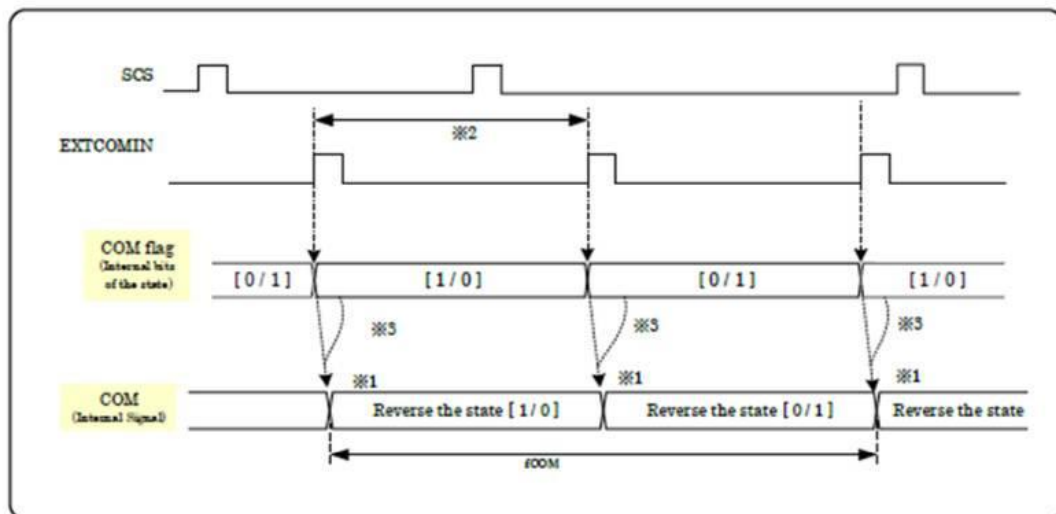 SCS
※2
EXTCOMIN
COM flag
(Internal bits
of the state)
[ 0 / 1 ]
[ 1 / 0 ]
[ 0 / 1 ]
[ 1 / 0 ]
※3
※3
※3
※1
※1
※1
COM
(Internal Signal)
Reverse the state [ 1 / 0 ]
Reverse the state [ 0 / 1 ]
Reverse the state
fCOM